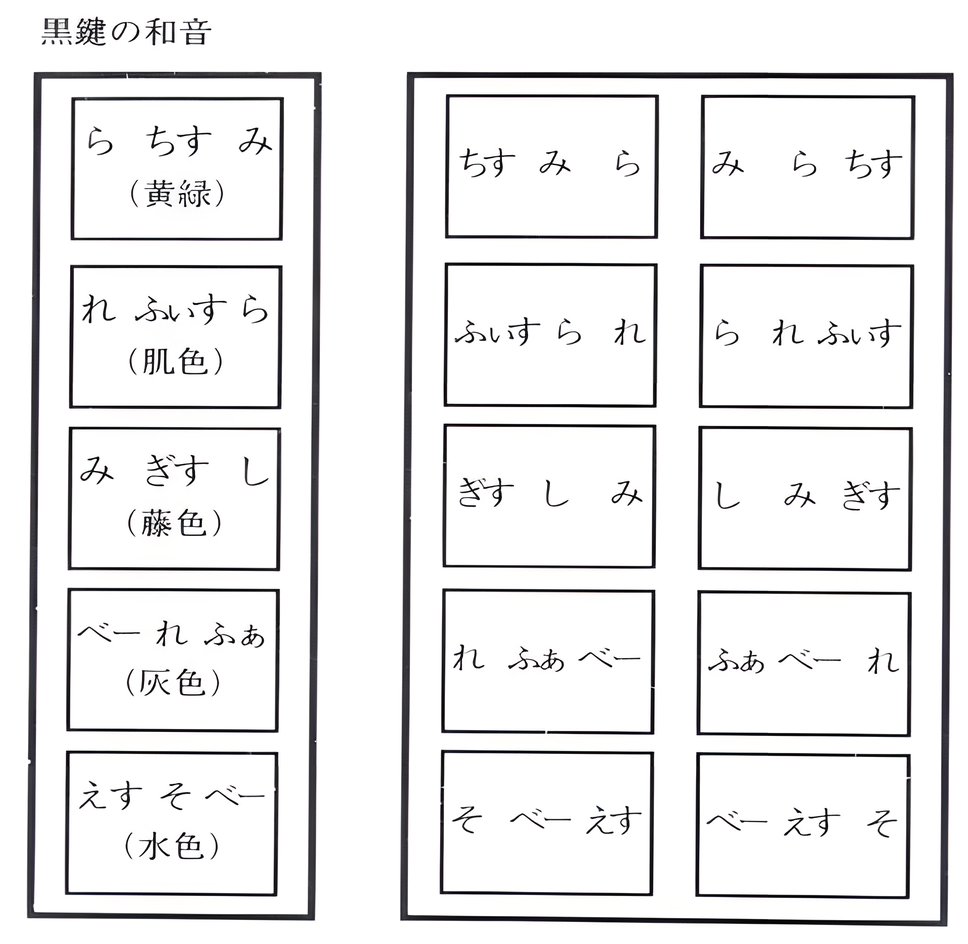 黒鍵の和音
ら ちす み
(黄緑)
れ ふぃす ら
(肌色)
み ぎす し
(藤色)
べー れ ふぁ
(灰色)
えす そ べー
(水色)
ちす み ら
み ら ちす
ふぃす ら れ
ら れ ふぃす
ぎす し み
し み ぎす
れ ふぁ べー
ふぁ べー れ
そ べー えす
べー えす そ